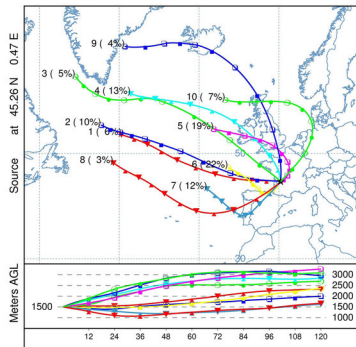 9 ( 4%)
3 ( 5%)
4 (13%)
10 ( 7%)
2 (10%)
5 (19%)
1 ( 6%)
8 ( 3%)
6 (22%)
7 (12%)
Source at 45.26 N 0.47 E
30
Meters AGL
1500
3000
2500
2000
1500
1000
12 24 36 48 60 72 84 96 108 120